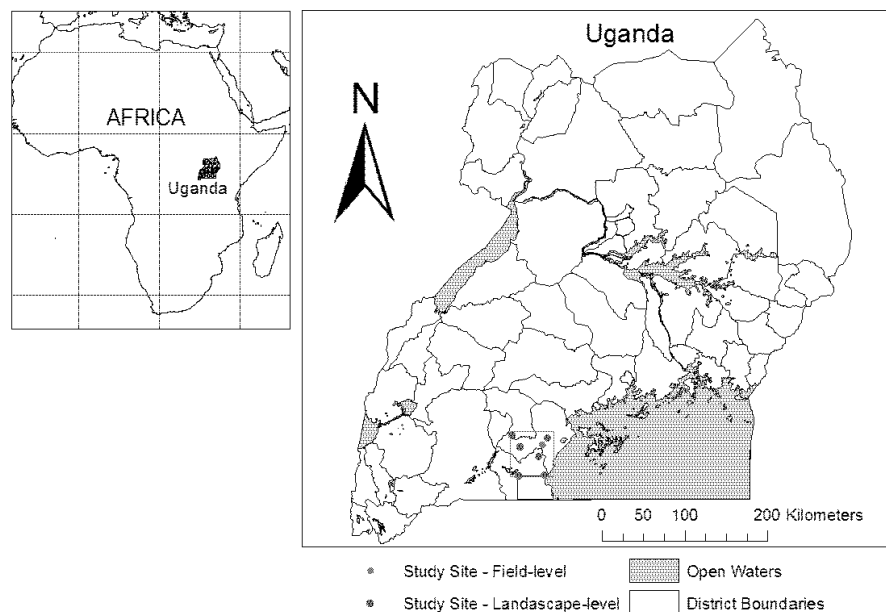 Uganda
N
AFRICA
Uganda
0 50 100 200 Kilometers
Study Site - Field-level
Open Waters
Study Site - Landascape-level
District Boundaries